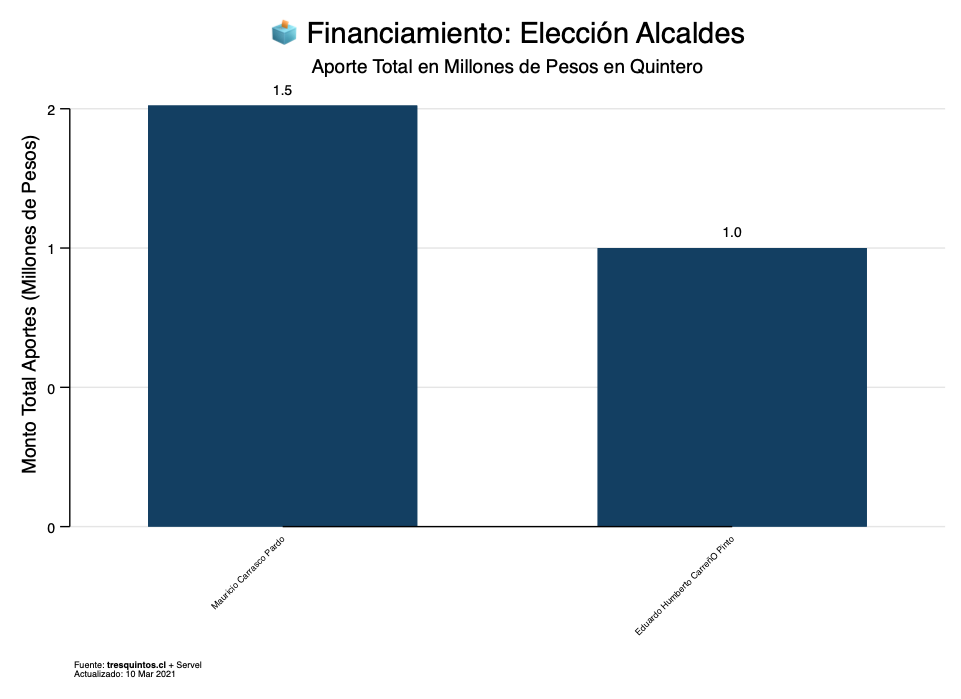 Financiamiento: Elección Alcaldes
Aporte Total en Millones de Pesos en Quintero
Monto Total Aportes (Millones de Pesos)
2
1
0
0
1.5
1.0
Mauricio Carrasco Pardo
Eduardo Humberto CarreñO Pinto
Fuente: tresquintos.cl + Servel
Actualizado: 10 Mar 2021